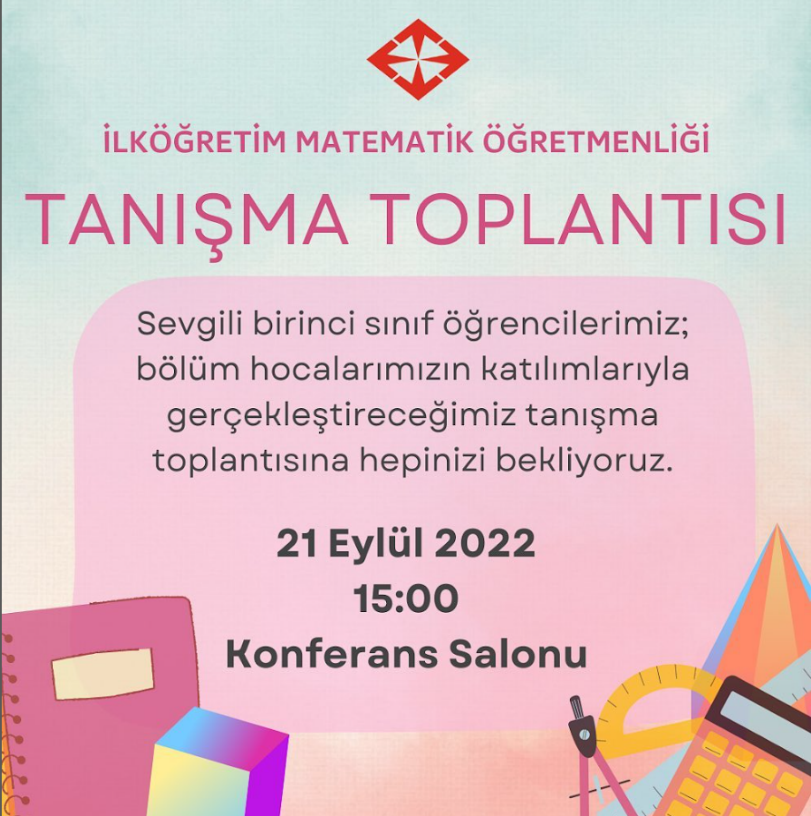 İLKÖĞRETİM MATEMATİK ÖĞRETMENLİĞİ
TANIŞMA TOPLANTISI
Sevgili birinci sınıf öğrencilerimiz;
bölüm hocalarımızın katılımlarıyla
gerçekleştireceğimiz tanışma
toplantısına hepinizi bekliyoruz.
21 Eylül 2022
15:00
Konferans Salonu